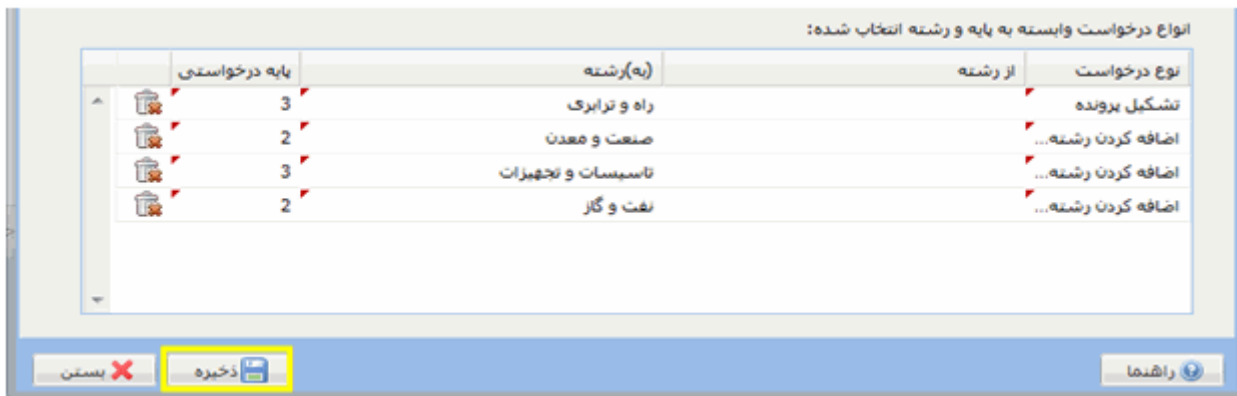 انواع درخواست وابسته به پایه و رشته انتخاب شده:
نوع درخواست از رشته (به)رشته پایه درخواستی
تشکیل پرونده راه و ترابری 3
اضافه کردن رشته... صنعت و معدن 2
اضافه کردن رشته... تاسیسات و تجهیزات 3
اضافه کردن رشته... نفت و گاز 2
راهنما ذخیره بستن